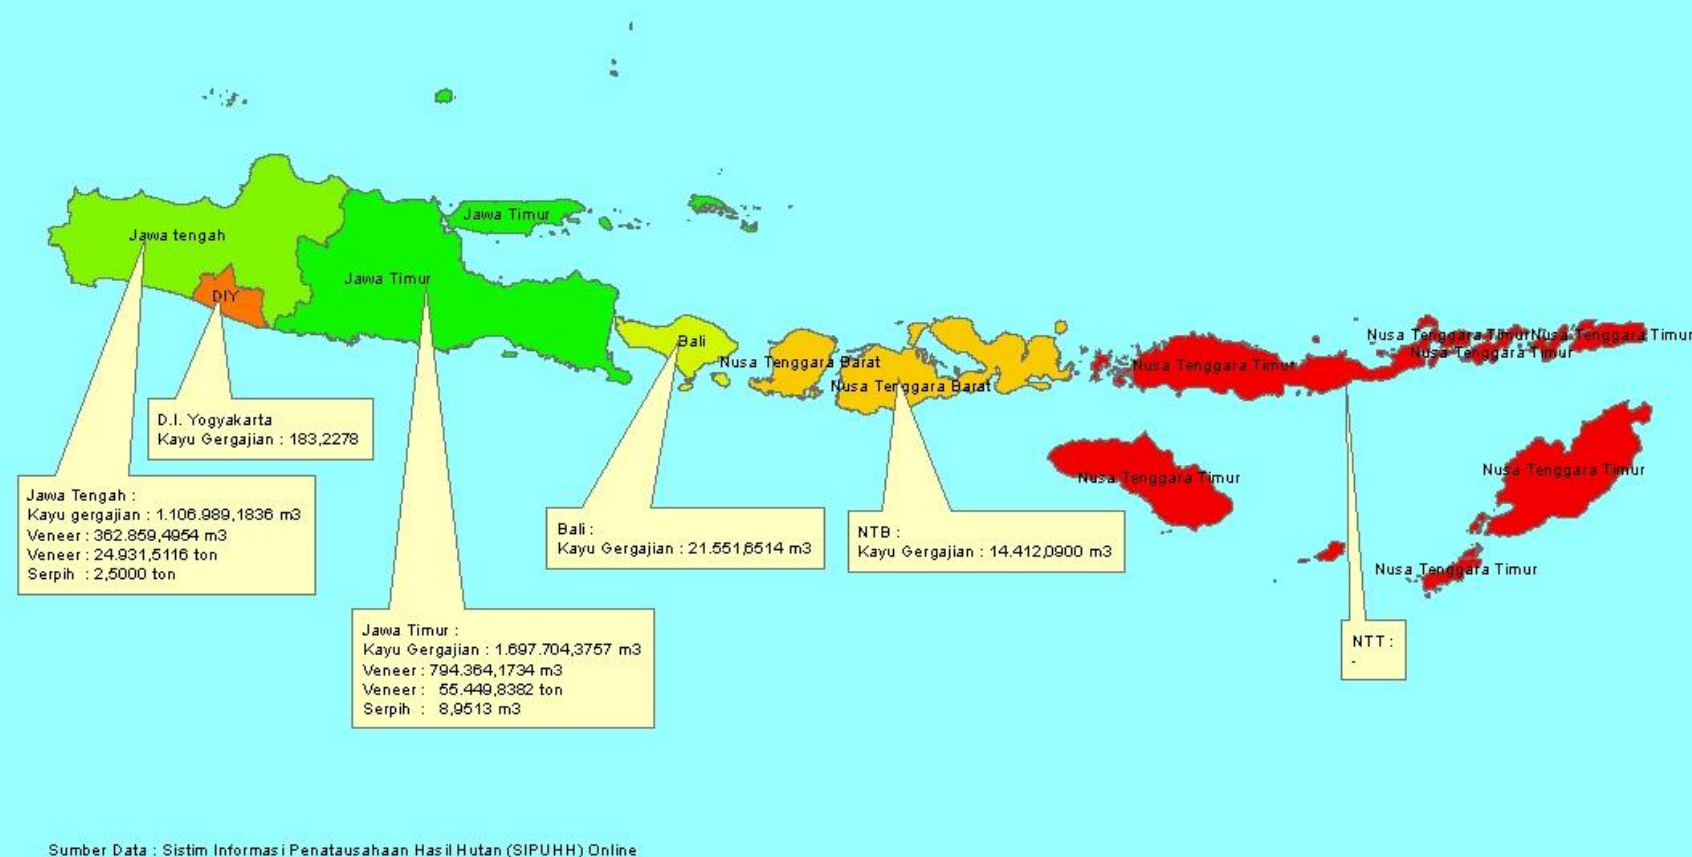 Jawa tengah
Jawa Timur
Jawa Timur
DIY
Bali
Nusa Tenggara Barat
Nusa Tenggara Barat
Nusa Tenggara Timur
Nusa Tenggara Timur
Nusa Tenggara Timur
Nusa Tenggara Timur
Nusa Tenggara Timur
Nusa Tenggara Timur
Nusa Tenggara Timur
D.I. Yogyakarta
Kayu Gergajian : 183,2278
Jawa Tengah :
Kayu gergajian : 1.106.989,1836 m3
Veneer : 362.859,4954 m3
Veneer : 24.931,5116 ton
Serpih : 2,5000 ton
Jawa Timur :
Kayu Gergajian : 1.697.704,3757 m3
Veneer : 794.364,1734 m3
Veneer : 55.449,8382 ton
Serpih : 8,9513 m3
Bali :
Kayu Gergajian : 21.551,6514 m3
NTB :
Kayu Gergajian : 14.412,0900 m3
NTT :
-
Sumber Data : Sistim Informasi Penatausahaan Hasil Hutan (SIPUHH) Online